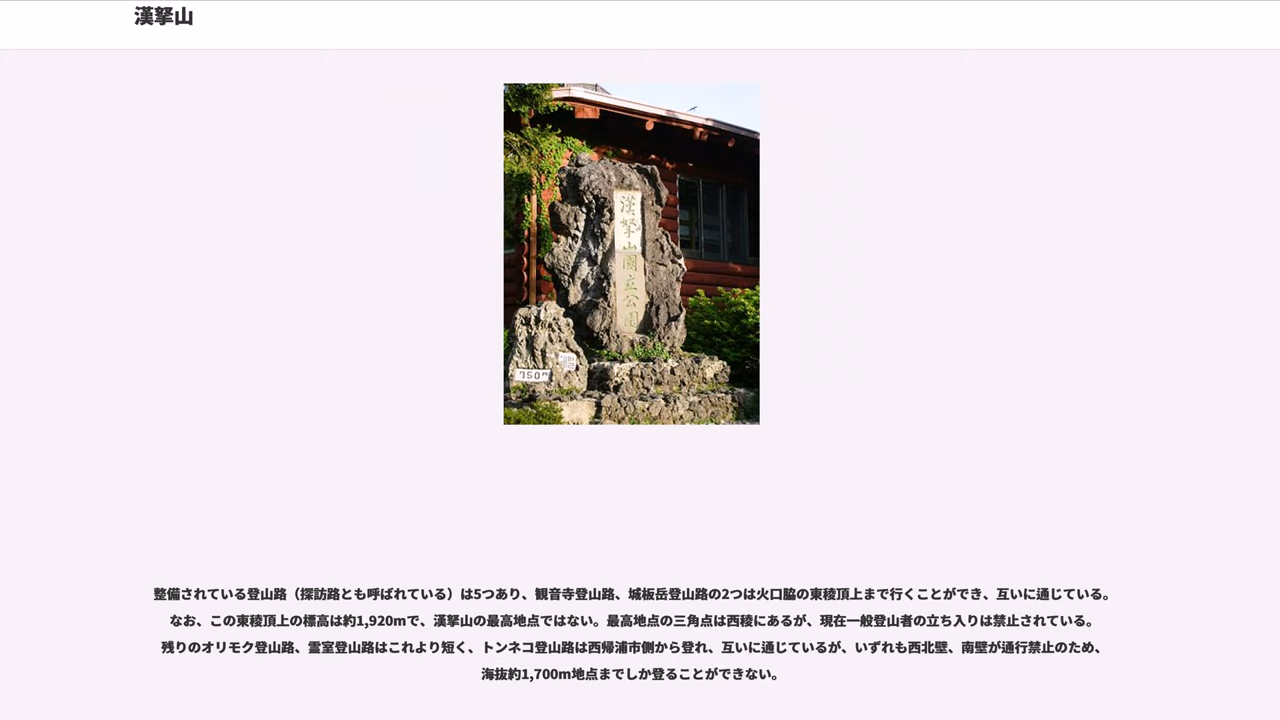 漢拏山
漢拏山國立公園
750M
整備されている登山路（探訪路とも呼ばれている）は5つあり、観音寺登山路、城板岳登山路の2つは火口脇の東稜頂上まで行くことができ、互いに通じている。
なお、この東稜頂上の標高は約1,920mで、漢拏山の最高地点ではない。最高地点の三角点は西稜にあるが、現在一般登山者の立ち入りは禁止されている。
残りのオリモク登山路、霊室登山路はこれより短く、トンネコ登山路は西帰浦市側から登れ、互いに通じているが、いずれも西北壁、南壁が通行禁止のため、
海抜約1,700m地点までしか登ることができない。